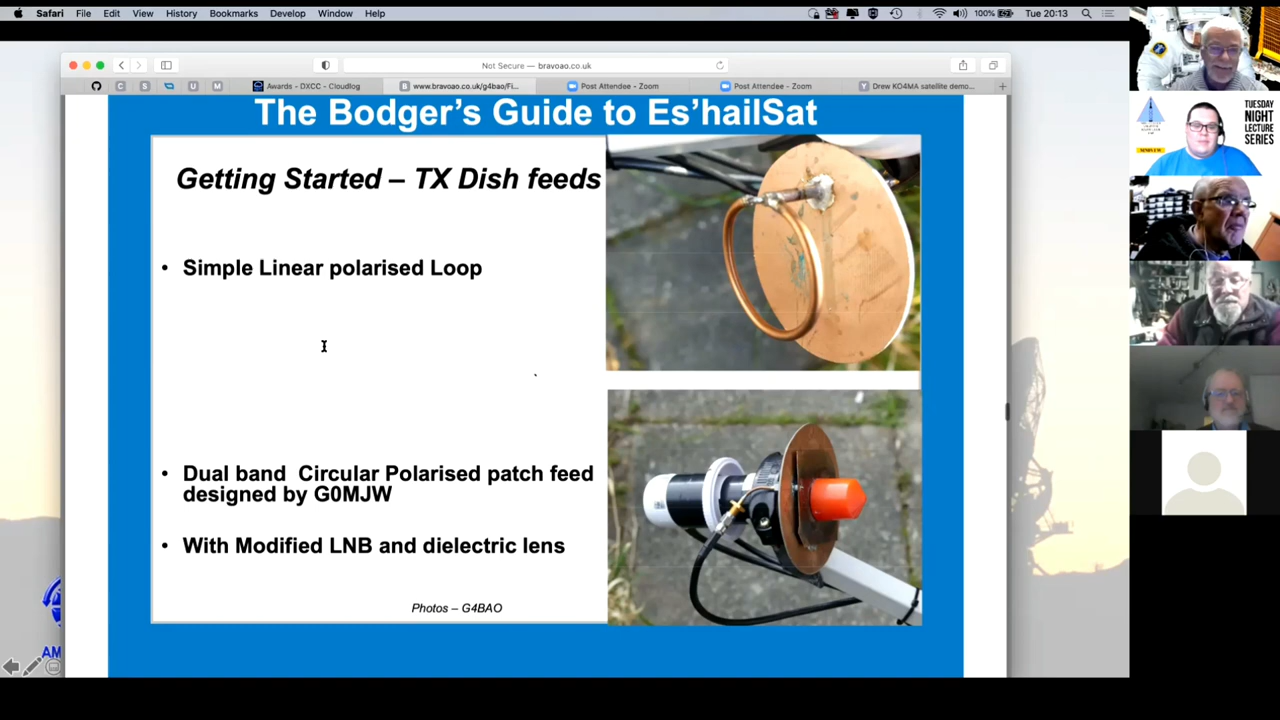 Safari File Edit View History Bookmarks Develop Window Help 100% Tue 20:13
Not Secure — bravoao.co.uk
C S U M Awards - DXCC - Cloudlog www.bravoao.co.uk/g4bao/Fi... Post Attendee - Zoom Post Attendee - Zoom Drew KO4MA satellite demo...
The Bodger's Guide to Es'hailSat
Getting Started – TX Dish feeds
• Simple Linear polarised Loop
• Dual band Circular Polarised patch feed
designed by G0MJW
• With Modified LNB and dielectric lens
Photos – G4BAO
AM
TUESDAY
NIGHT
LECTURE
SERIES